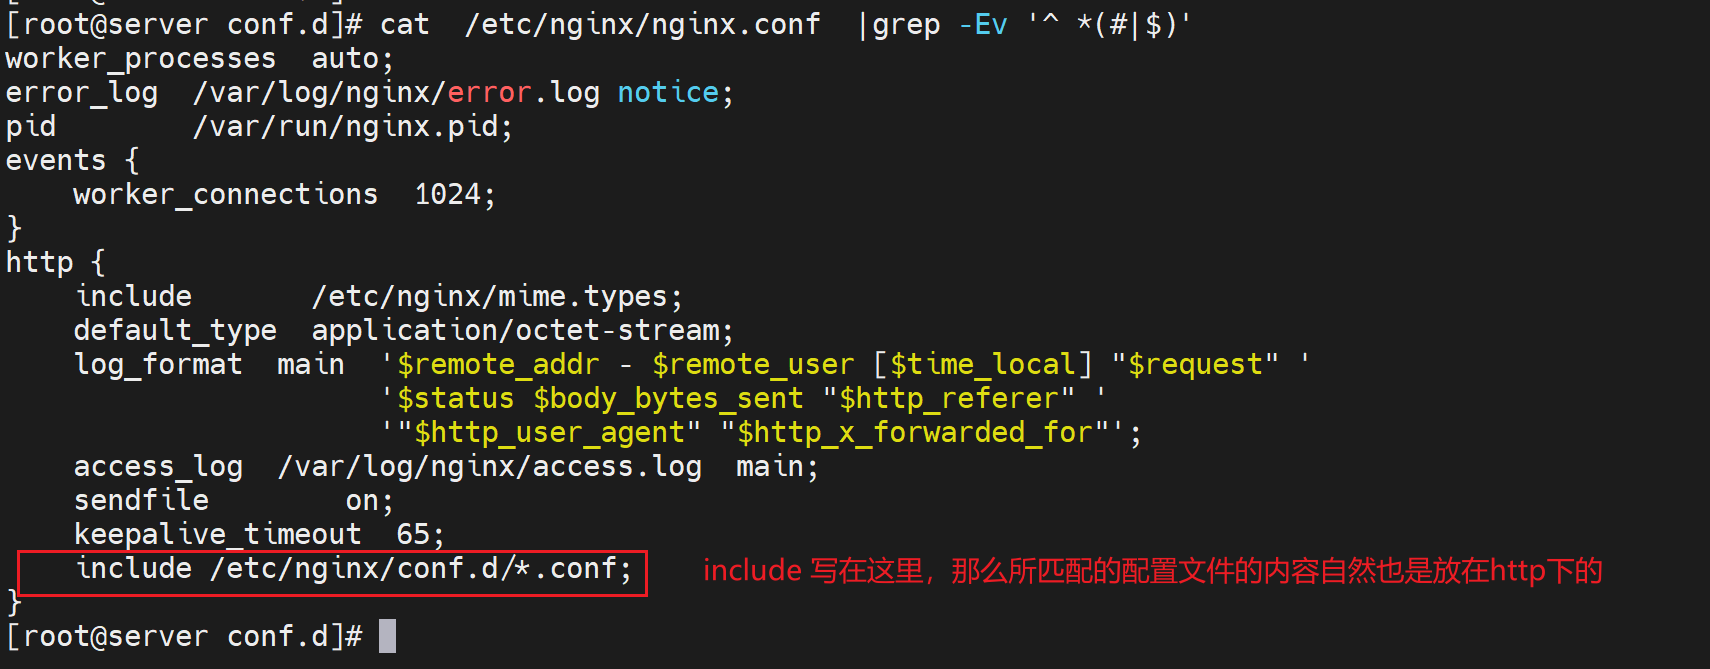 [root@server conf.d]# cat  /etc/nginx/nginx.conf  |grep -Ev '^ *(#|$)'
worker_processes  auto;
error_log  /var/log/nginx/error.log notice;
pid        /var/run/nginx.pid;
events {
    worker_connections  1024;
}
http {
    include       /etc/nginx/mime.types;
    default_type  application/octet-stream;
    log_format  main  '$remote_addr - $remote_user [$time_local] "$request" '
                      '$status $body_bytes_sent "$http_referer" '
                      '"$http_user_agent" "$http_x_forwarded_for"';
    access_log  /var/log/nginx/access.log  main;
    sendfile        on;
    keepalive_timeout  65;
    include /etc/nginx/conf.d/*.conf;    include 写在这里，那么所匹配的配置文件的内容自然也是放在http下的
}
[root@server conf.d]#